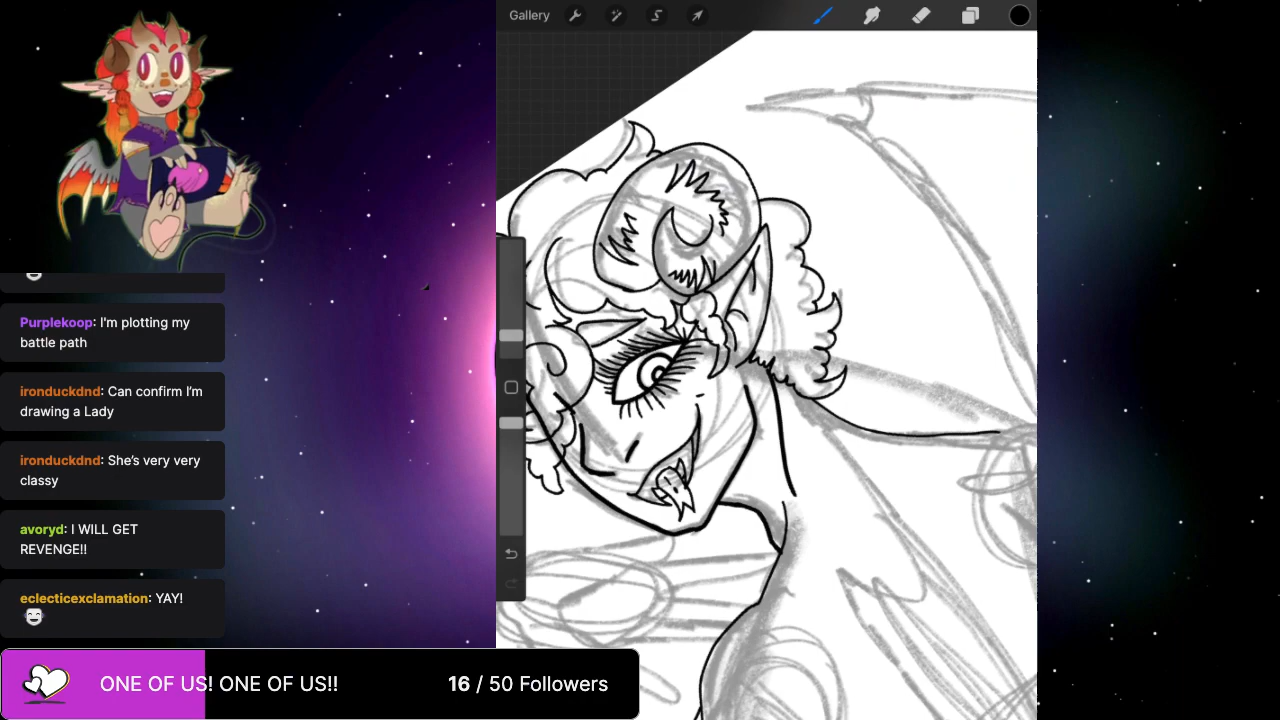 Gallery
Purplekoop: I'm plotting my
battle path
ironduckdnd: Can confirm I'm
drawing a Lady
ironduckdnd: She's very very
classy
avoryd: I WILL GET
REVENGE!!
eclecticexclamation: YAY!
ONE OF US! ONE OF US!!
16 / 50 Followers